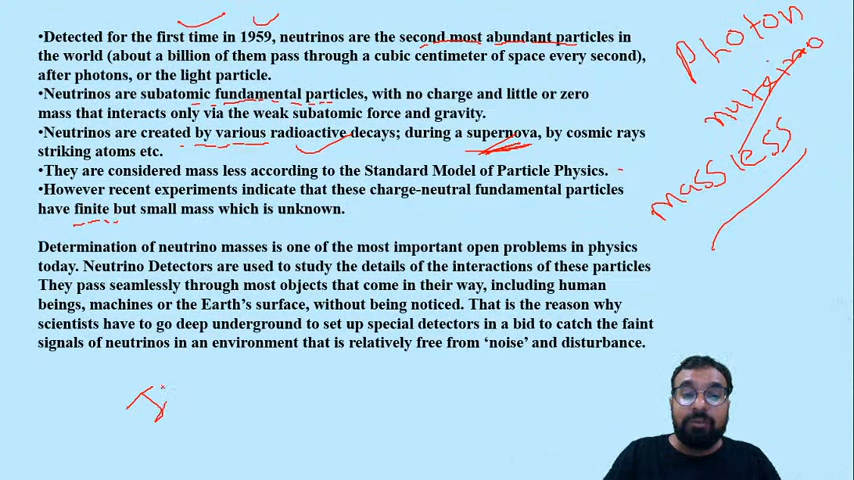 •Detected for the first time in 1959, neutrinos are the second most abundant particles in
the world (about a billion of them pass through a cubic centimeter of space every second),
after photons, or the light particle.
•Neutrinos are subatomic fundamental particles, with no charge and little or zero
mass that interacts only via the weak subatomic force and gravity.
•Neutrinos are created by various radioactive decays; during a supernova, by cosmic rays
striking atoms etc.
•They are considered mass less according to the Standard Model of Particle Physics.
•However recent experiments indicate that these charge-neutral fundamental particles
have finite but small mass which is unknown.
Determination of neutrino masses is one of the most important open problems in physics
today. Neutrino Detectors are used to study the details of the interactions of these particles
They pass seamlessly through most objects that come in their way, including human
beings, machines or the Earth’s surface, without being noticed. That is the reason why
scientists have to go deep underground to set up special detectors in a bid to catch the faint
signals of neutrinos in an environment that is relatively free from ‘noise’ and disturbance.
Photon
mass less